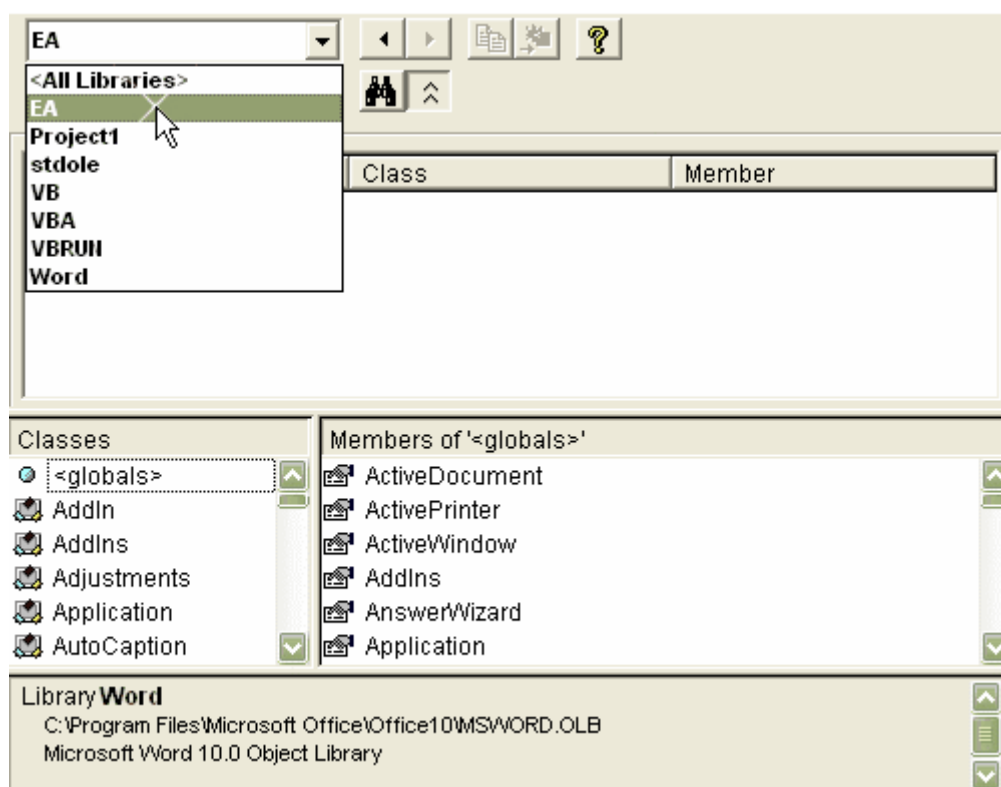 EA
<All Libraries>
EA
Project1
stdole
VB
VBA
VBRUN
Word
Class Member
Classes
<globals>
AddIn
AddIns
Adjustments
Application
AutoCaption
Members of '<globals>'
ActiveDocument
ActivePrinter
ActiveWindow
AddIns
AnswerWizard
Application
Library Word
C:\Program Files\Microsoft Office\Office10\MSWORD.OLB
Microsoft Word 10.0 Object Library